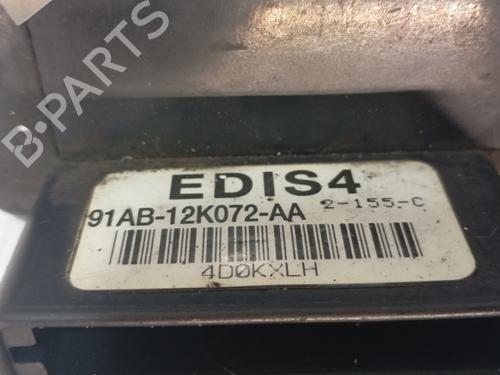 B-PARTS
EDIS4
91AB-12K072-AA 2-155-C
4D0KXLH